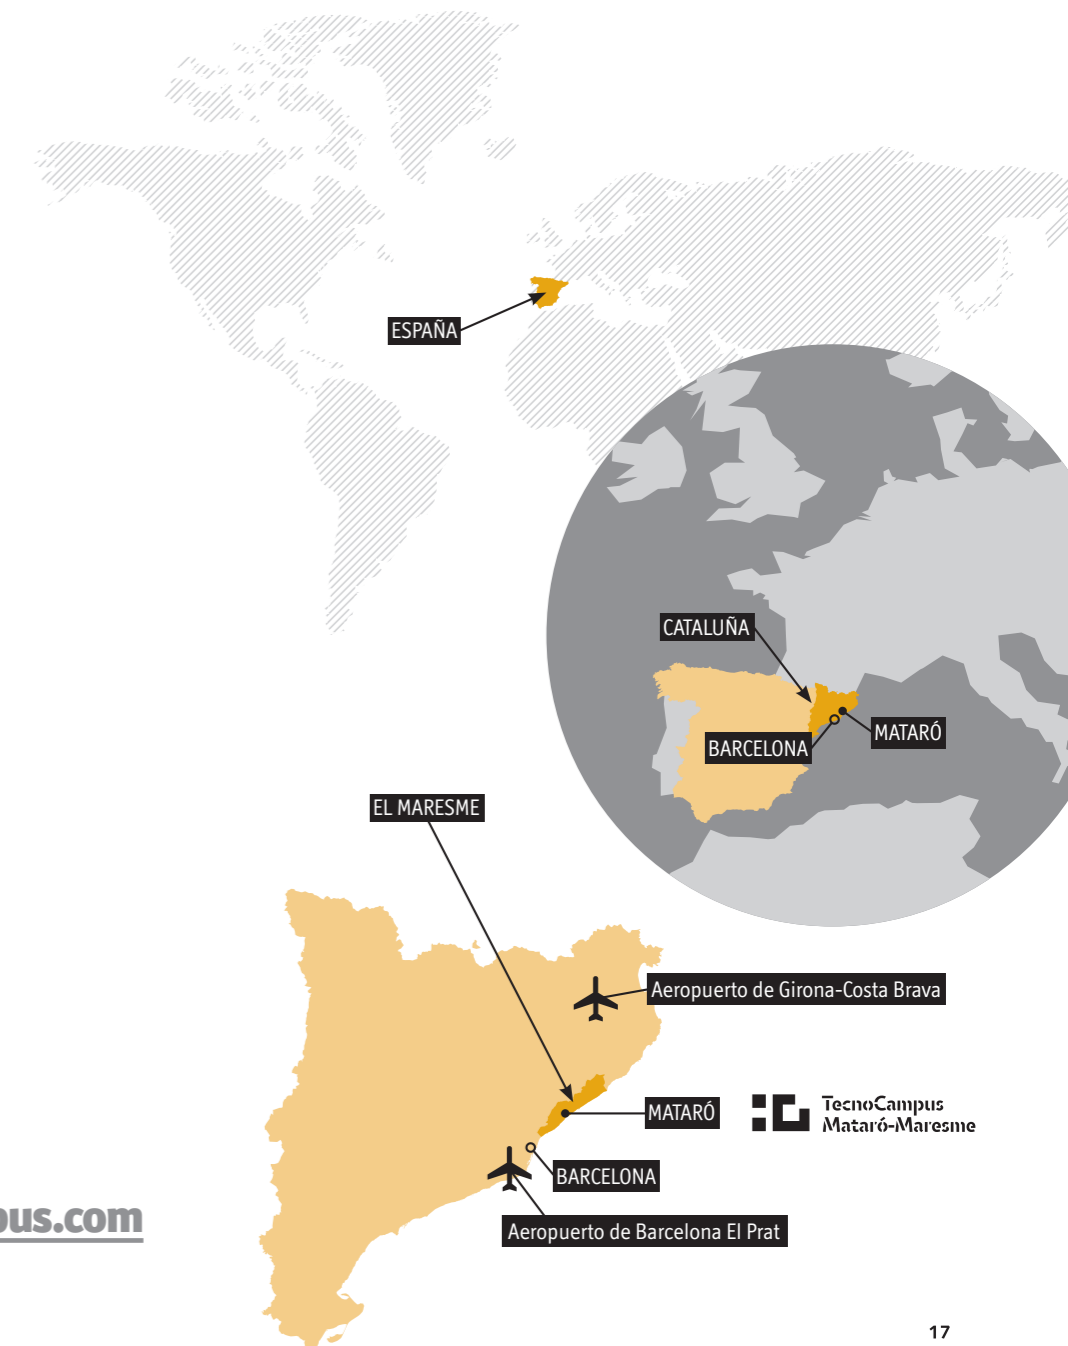 ESPAÑA
CATALUÑA
MATARÓ
BARCELONA
EL MARESME
Aeropuerto de Girona-Costa Brava
MATARÓ
TecnoCampus
Mataró-Maresme
BARCELONA
pus.com
Aeropuerto de Barcelona El Prat
17